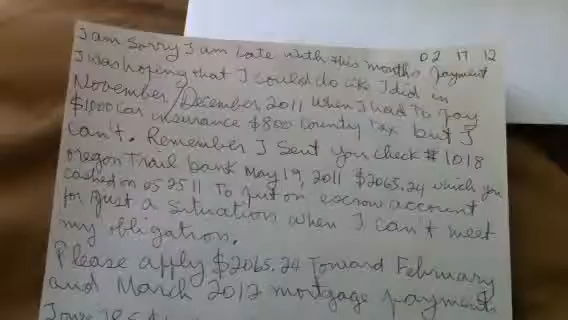 02 17 12
I am sorry I am late with this months payment
I was hoping that I could do like I did in
November/December 2011 when I had to pay
$1000 car insurance $800 county tax but I
can't. Remember I sent you check # 1018
oregon Trail bank May 19, 2011 $2065.24 which you
cashed on 05 25 11 To put on escrow account
for just a situation when I can't meet
my obligation.
Please apply $2065.24 Toward February
and March 2012 mortgage payments